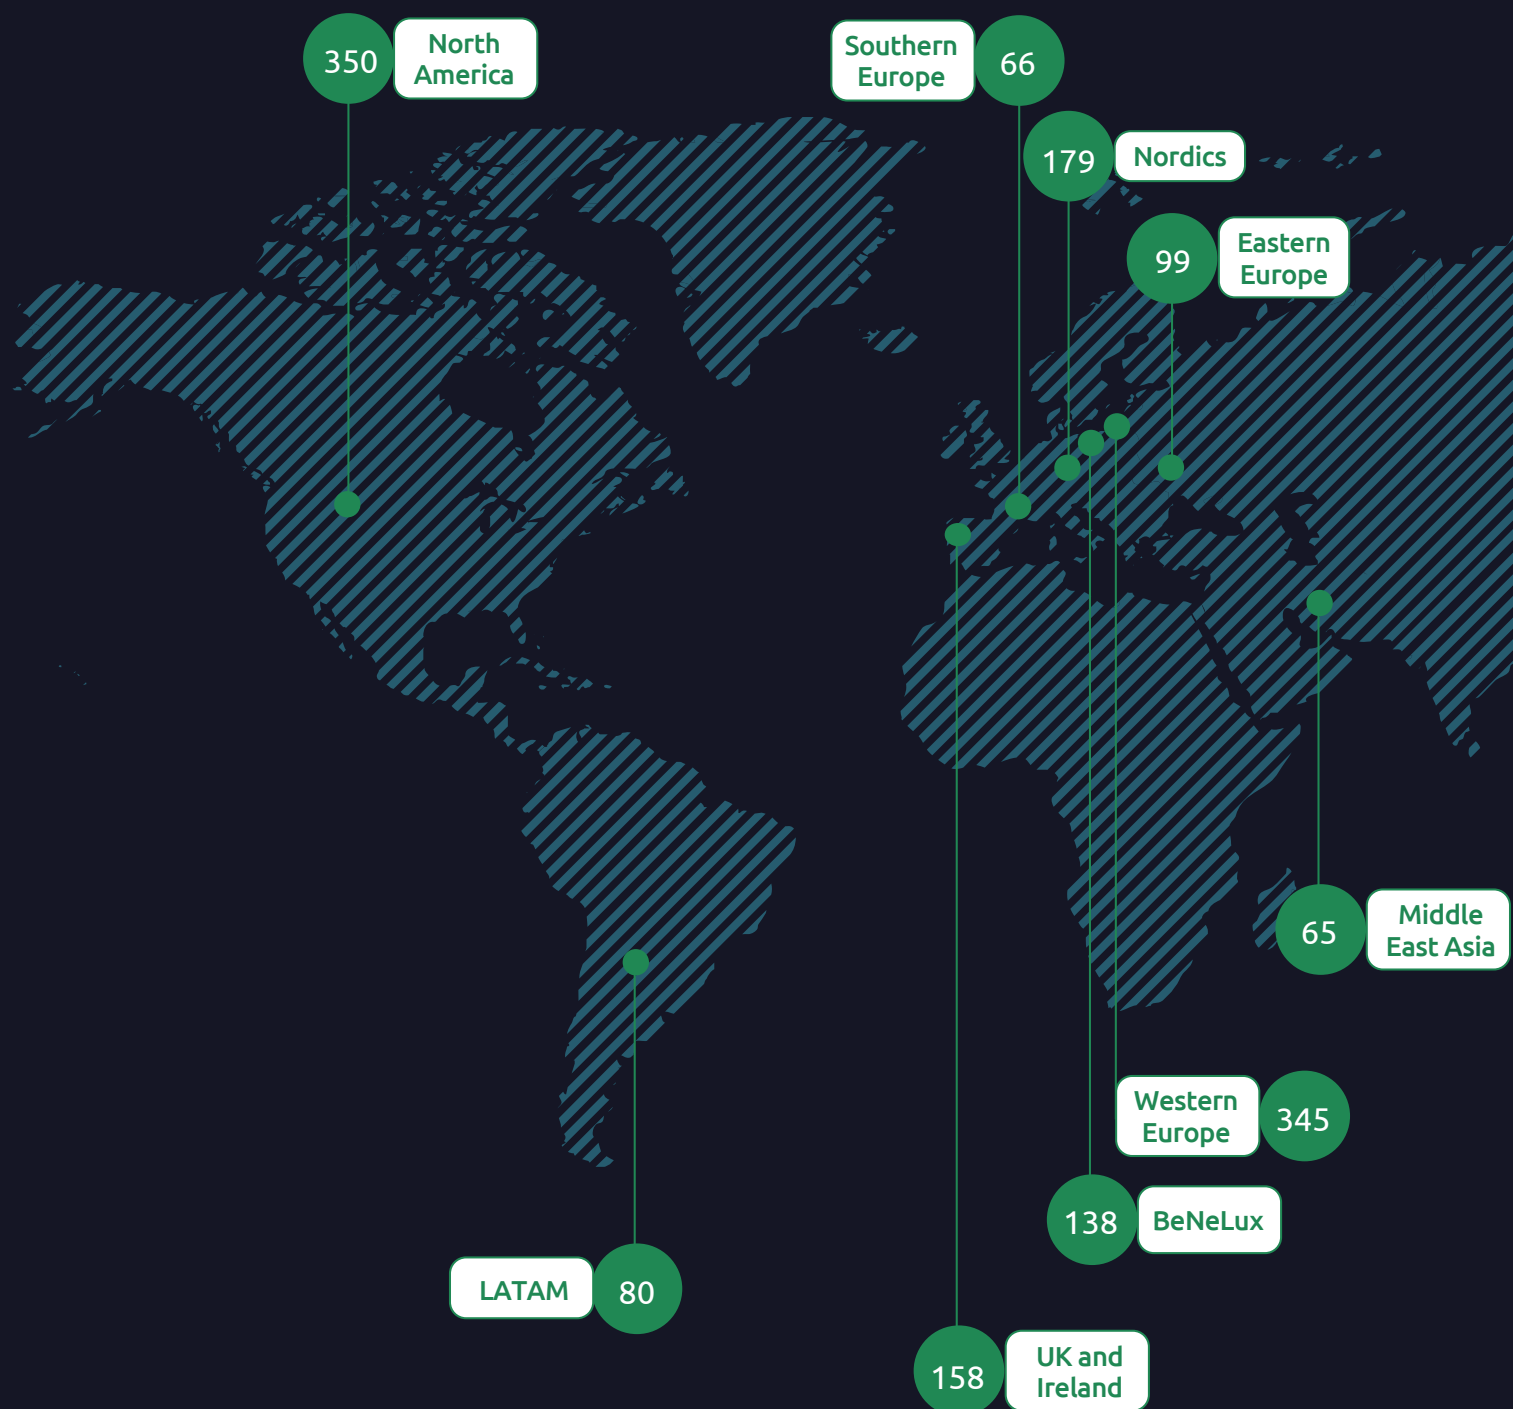 350
North
America
Southern
Europe
66
179
Nordics
99
Eastern
Europe
65
Middle
East Asia
Western
Europe
345
138
BeNeLux
LATAM
80
158
UK and
Ireland